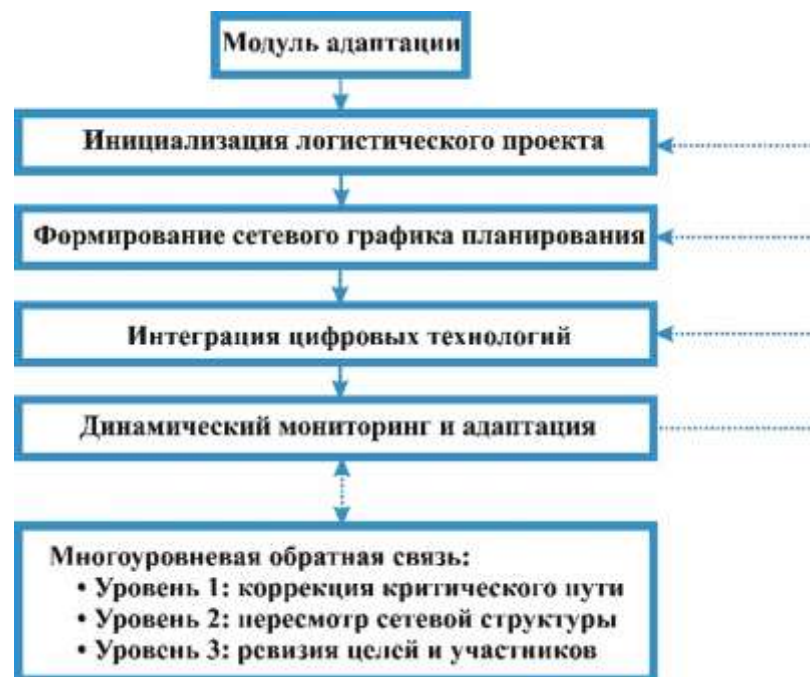 Модуль адаптации
Инициализация логистического проекта
Формирование сетевого графика планирования
Интеграция цифровых технологий
Динамический мониторинг и адаптация
Многоуровневая обратная связь:
• Уровень 1: коррекция критического пути
• Уровень 2: пересмотр сетевой структуры
• Уровень 3: ревизия целей и участников